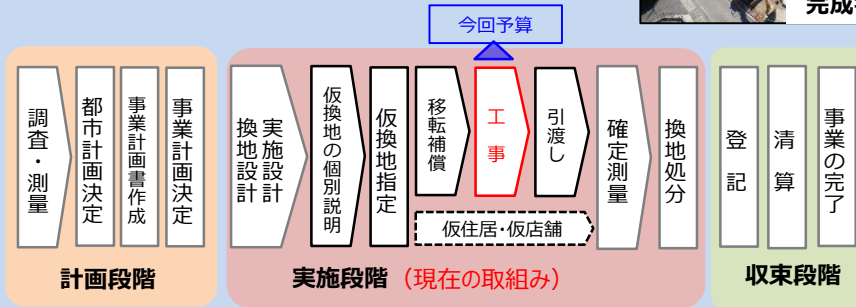 完成
今回予算
調査・測量
都市計画決定
事業計画書作成
事業計画決定
実施設計
換地設計
仮換地の個別説明
仮換地指定
移転補償
工事
引渡し
確定測量
換地処分
仮住居・仮店舗
登記
清算
事業の完了
計画段階
実施段階（現在の取組み）
収束段階